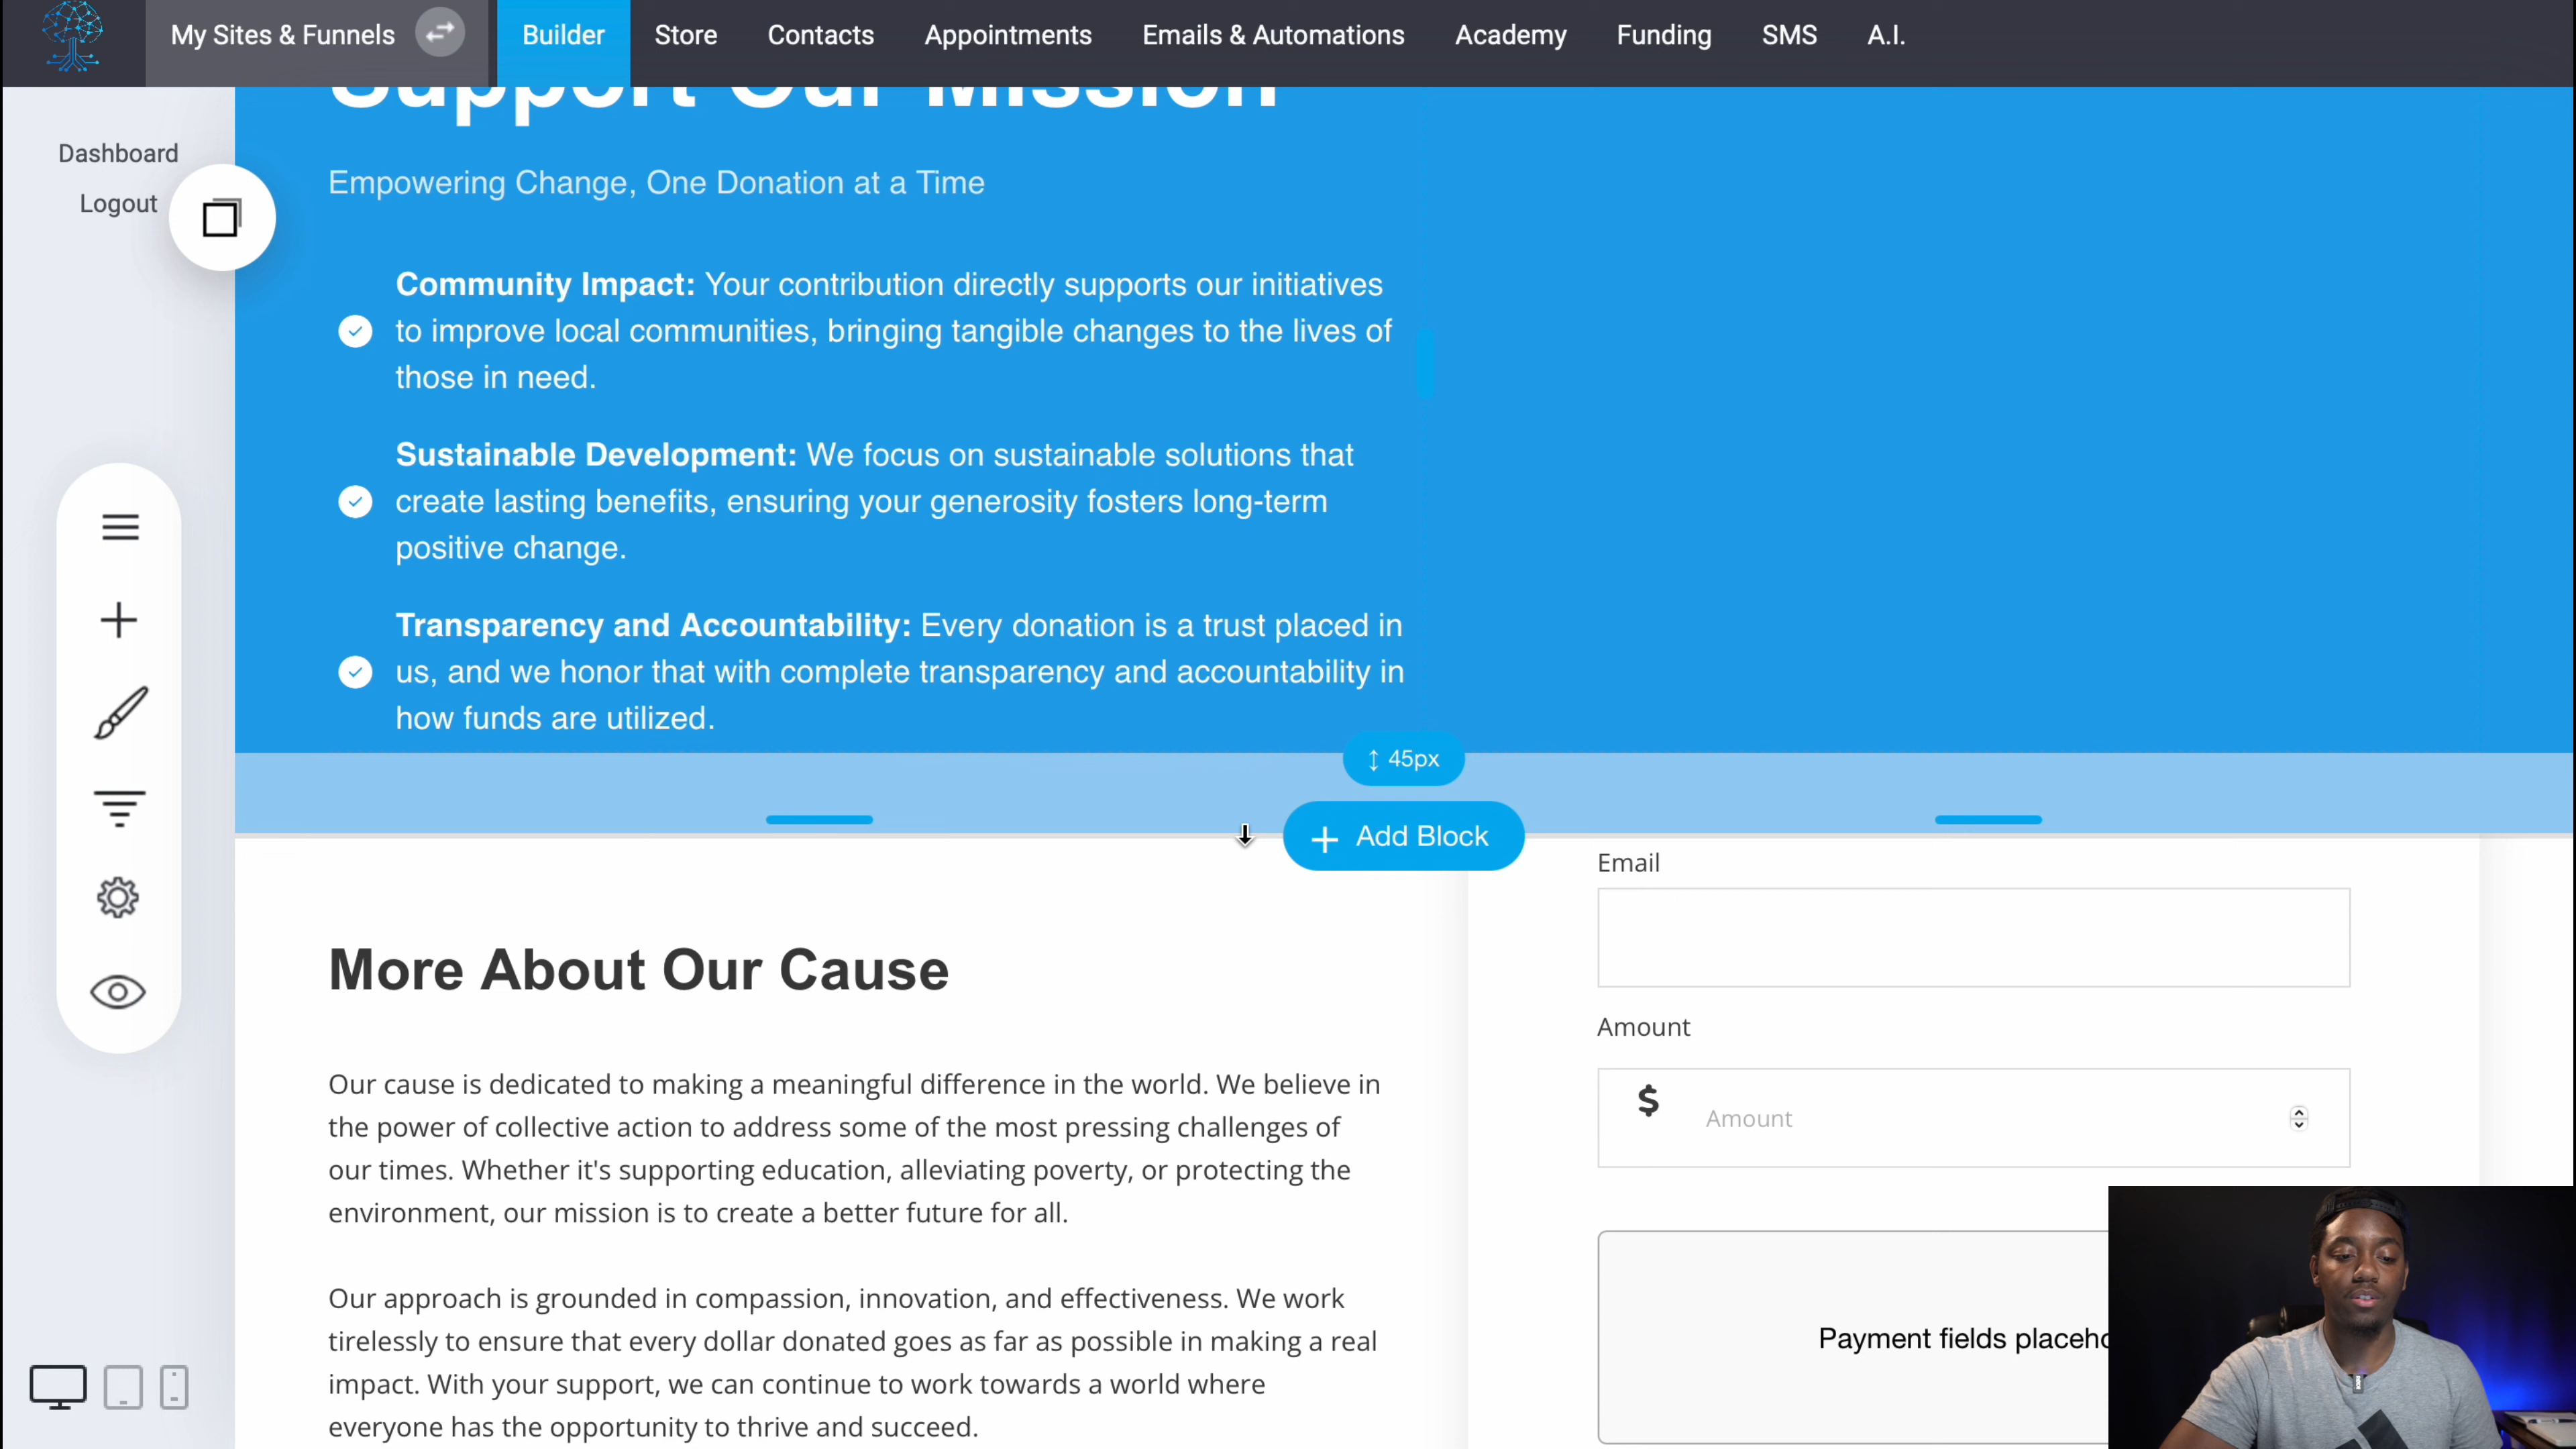 My Sites & Funnels
Builder
Store
Contacts
Appointments
Emails & Automations
Academy
Funding
SMS
A.I.
Dashboard
Logout
Support Our Mission
Empowering Change, One Donation at a Time
Community Impact: Your contribution directly supports our initiatives
to improve local communities, bringing tangible changes to the lives of
those in need.
Sustainable Development: We focus on sustainable solutions that
create lasting benefits, ensuring your generosity fosters long-term
positive change.
Transparency and Accountability: Every donation is a trust placed in
us, and we honor that with complete transparency and accountability in
how funds are utilized.
45px
Add Block
More About Our Cause
Our cause is dedicated to making a meaningful difference in the world. We believe in
the power of collective action to address some of the most pressing challenges of
our times. Whether it's supporting education, alleviating poverty, or protecting the
environment, our mission is to create a better future for all.
Our approach is grounded in compassion, innovation, and effectiveness. We work
tirelessly to ensure that every dollar donated goes as far as possible in making a real
impact. With your support, we can continue to work towards a world where
everyone has the opportunity to thrive and succeed.
Email
Amount
$ Amount
Payment fields placeho